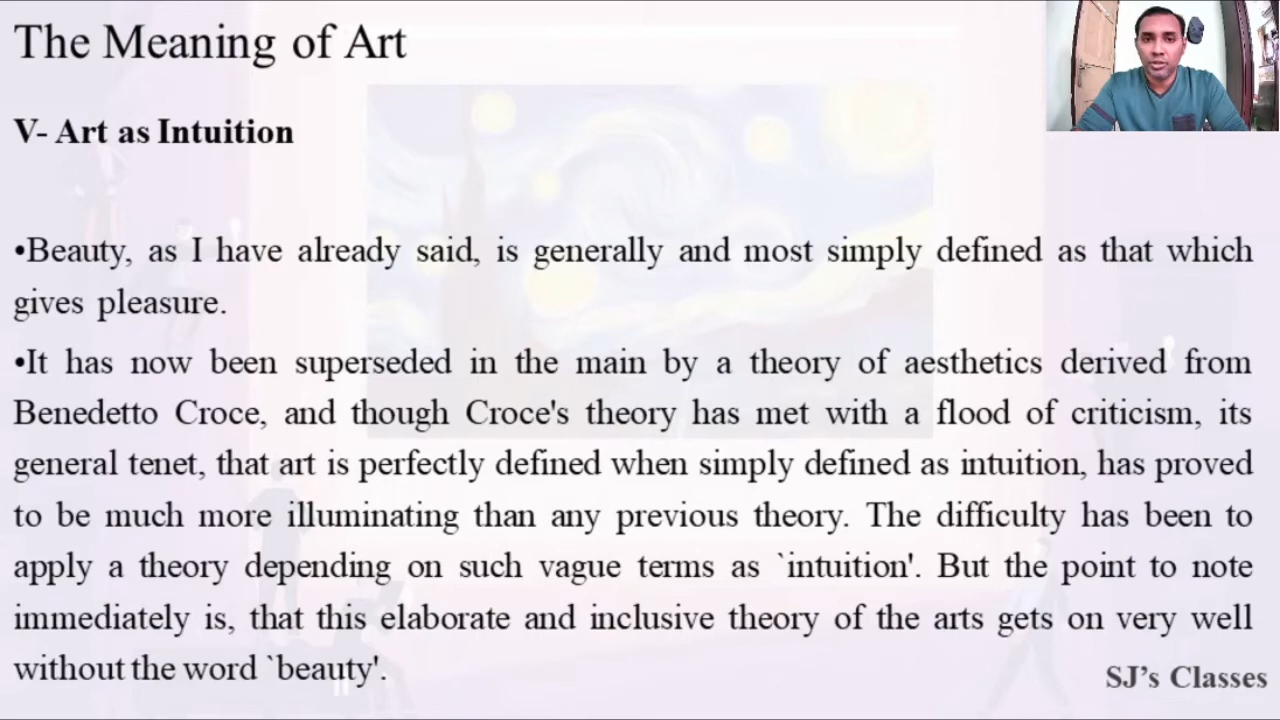 The Meaning of Art
V- Art as Intuition
•Beauty, as I have already said, is generally and most simply defined as that which
gives pleasure.
•It has now been superseded in the main by a theory of aesthetics derived from
Benedetto Croce, and though Croce's theory has met with a flood of criticism, its
general tenet, that art is perfectly defined when simply defined as intuition, has proved
to be much more illuminating than any previous theory. The difficulty has been to
apply a theory depending on such vague terms as `intuition'. But the point to note
immediately is, that this elaborate and inclusive theory of the arts gets on very well
without the word `beauty'.
SJ’s Classes